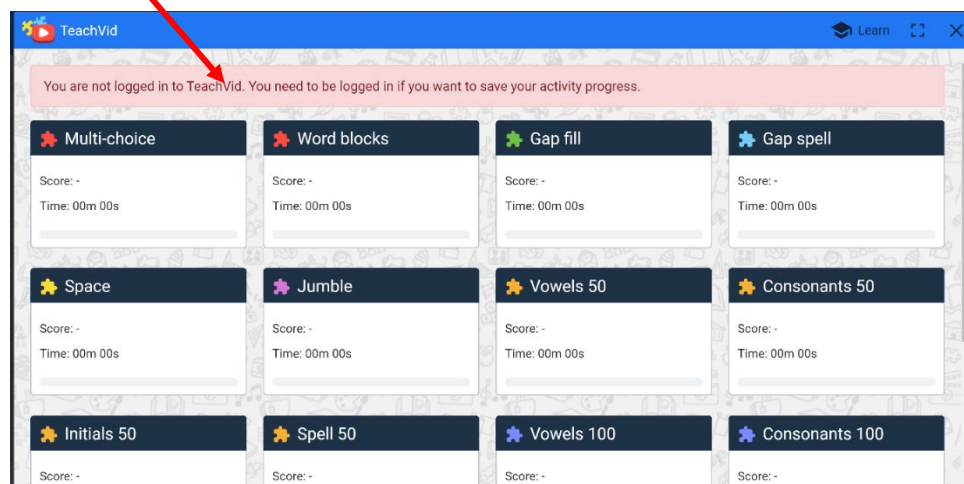 TeachVid Learn
You are not logged in to TeachVid. You need to be logged in if you want to save your activity progress.
Multi-choice Word blocks Gap fill Gap spell
Score: - Score: - Score: - Score: -
Time: 00m 00s Time: 00m 00s Time: 00m 00s Time: 00m 00s
Space Jumble Vowels 50 Consonants 50
Score: - Score: - Score: - Score: -
Time: 00m 00s Time: 00m 00s Time: 00m 00s Time: 00m 00s
Initials 50 Spell 50 Vowels 100 Consonants 100
Score: - Score: - Score: - Score: -